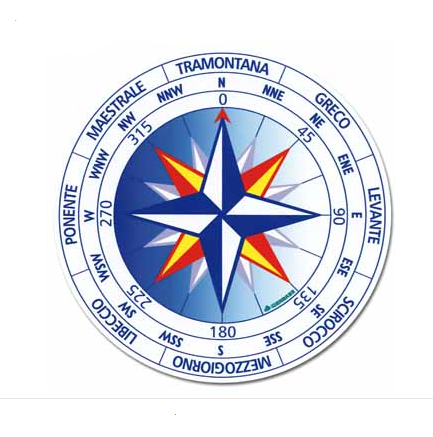 TRAMONTANA
GRECO
LEVANTE
SCIROCCO
MEZZOGIORNO
LIBECCIO
PONENTE
MAESTRALE
N
NNE
NE
ENE
E
ESE
SE
SSE
S
SSW
SW
WSW
W
WNW
NW
NNW
0
45
90
135
180
225
270
315